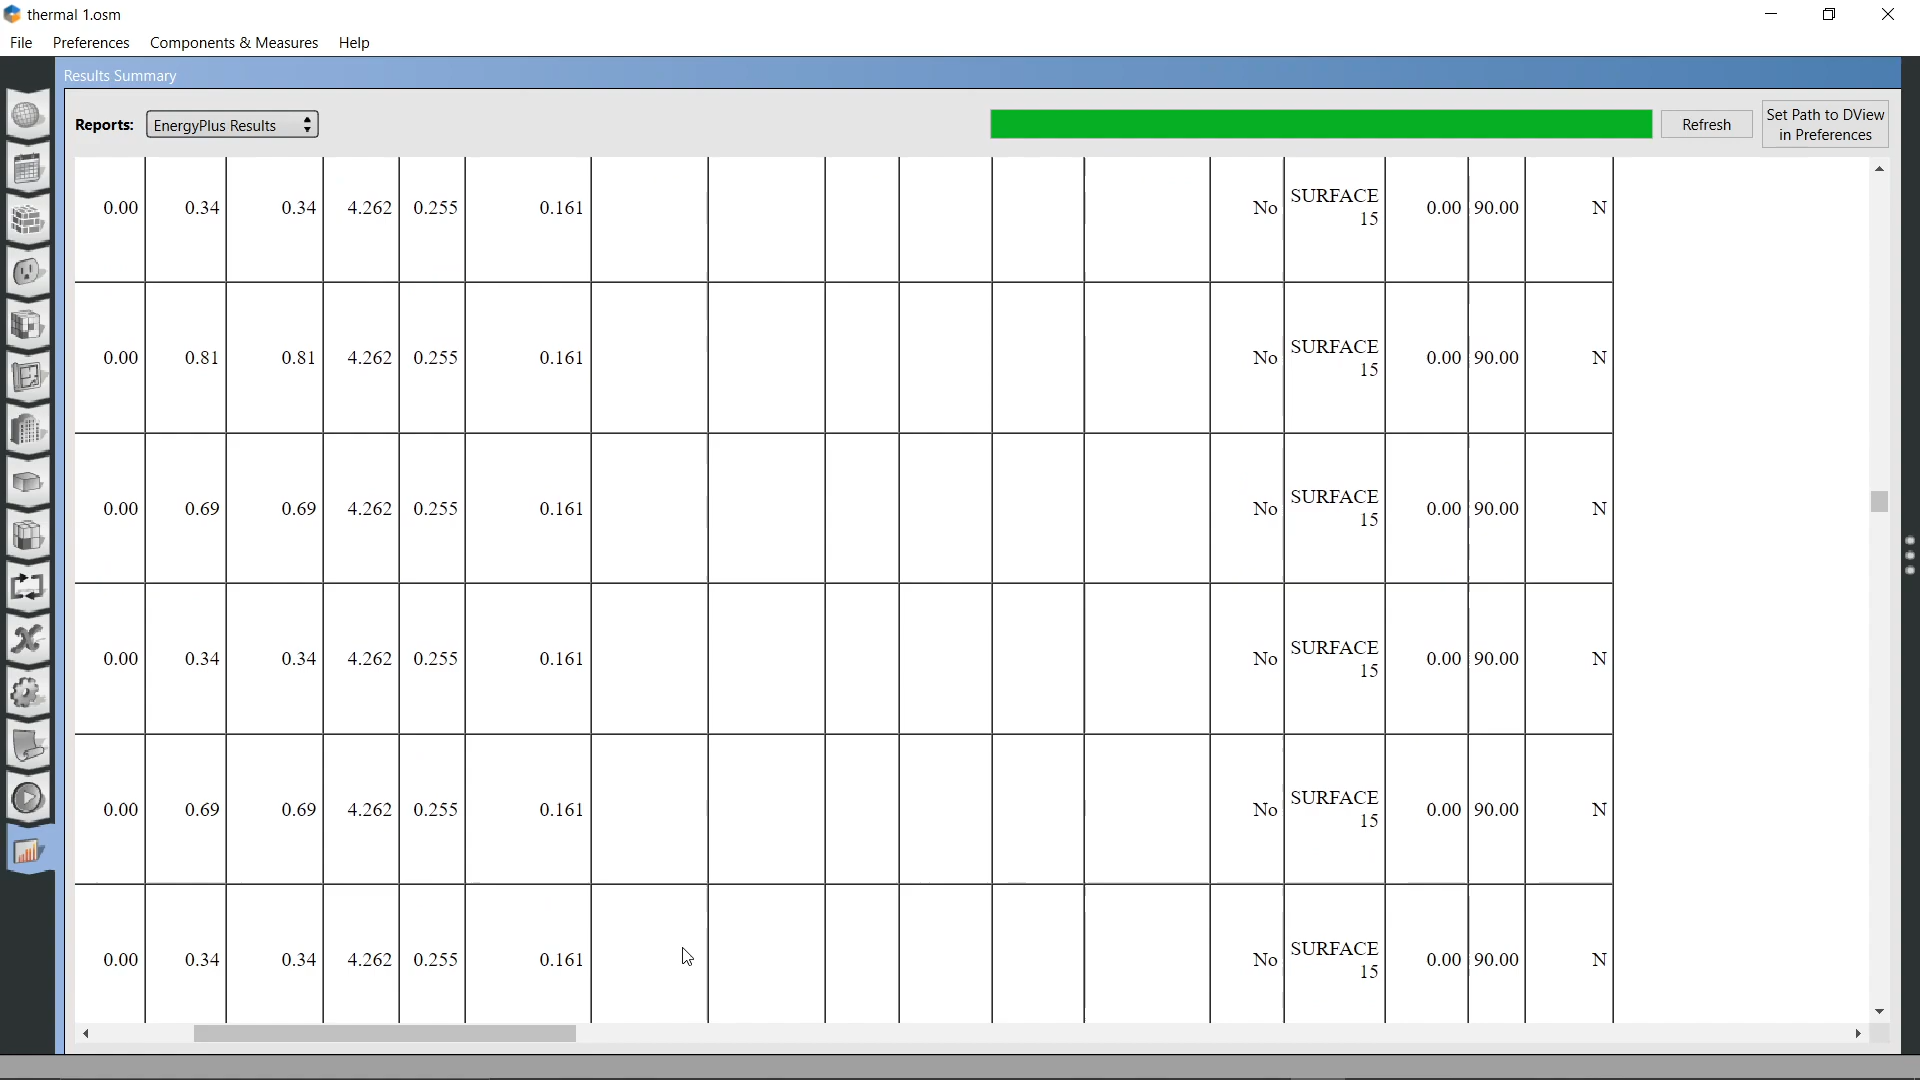 thermal 1.osm
File Preferences Components & Measures Help
Results Summary
Reports: EnergyPlus Results Refresh Set Path to DView
in Preferences
0.00 0.34 0.34 4.262 0.255 0.161 No SURFACE 0.00 90.00 N
15
0.00 0.81 0.81 4.262 0.255 0.161 No SURFACE 0.00 90.00 N
15
0.00 0.69 0.69 4.262 0.255 0.161 No SURFACE 0.00 90.00 N
15
0.00 0.34 0.34 4.262 0.255 0.161 No SURFACE 0.00 90.00 N
15
0.00 0.69 0.69 4.262 0.255 0.161 No SURFACE 0.00 90.00 N
15
0.00 0.34 0.34 4.262 0.255 0.161 No SURFACE 0.00 90.00 N
15